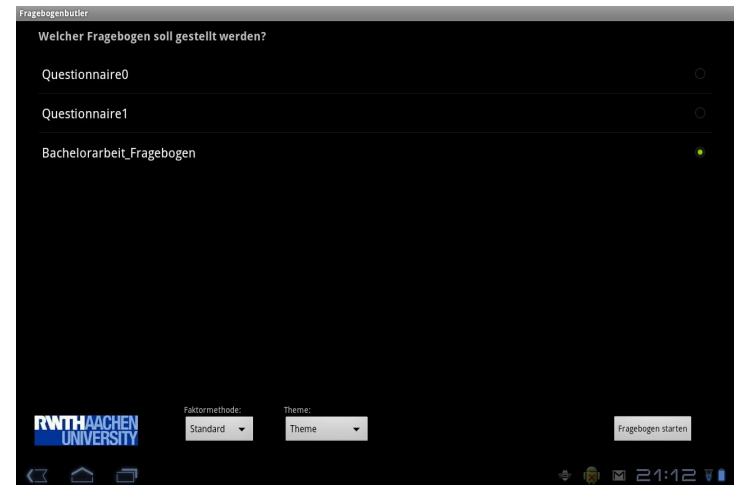 Fragebogenbutler
Welcher Fragebogen soll gestellt werden?
Questionnaire0
Questionnaire1
Bachelorarbeit_Fragebogen
RWTHAACHEN
UNIVERSITY
Faktormethode:
Theme:
Standard
Theme
Fragebogen starten
21:12